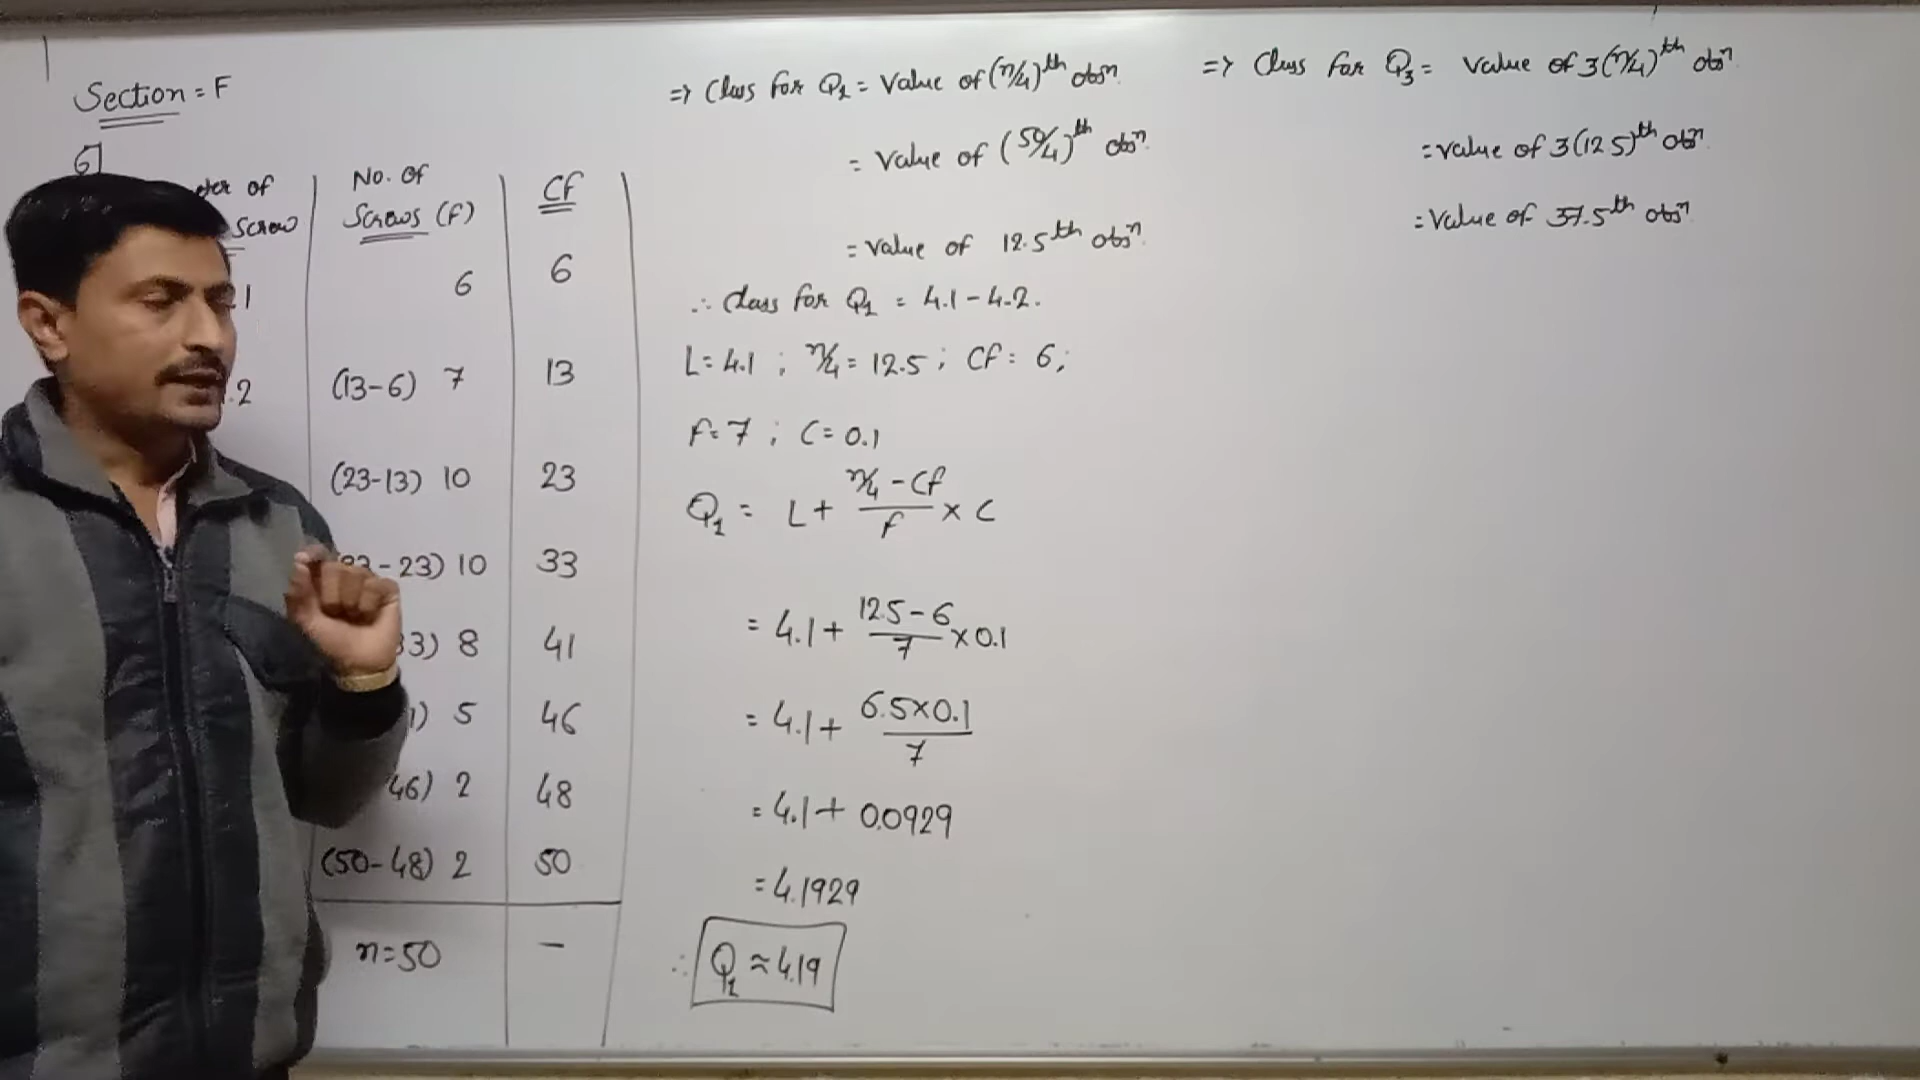 Section = F
6]
of
Screw
1
.2
No. of
Screws (f)
6
(13-6) 7
(23-13) 10
-23) 10
33) 8
1) 5
46) 2
(50-48) 2
n=50
Cf
6
13
23
33
41
46
48
50
—
=> Class for Q1 = Value of (n/4)th obsn.
= Value of (50/4)th obsn.
= Value of 12.5th obsn.
∴ Class for Q1 = 4.1-4.2.
L=4.1 ; n/4=12.5 ; Cf= 6;
f=7 ; C=0.1
Q1 = L+ n/4-Cf / f × C
= 4.1+ 12.5-6 / 7 ×0.1
= 4.1+ 6.5×0.1 / 7
= 4.1+ 0.0929
= 4.1929
∴ Q1 ≈ 4.19
=> Class for Q3 = Value of 3(n/4)th obsn
= value of 3(12.5)th obsn.
= Value of 37.5th obsn.